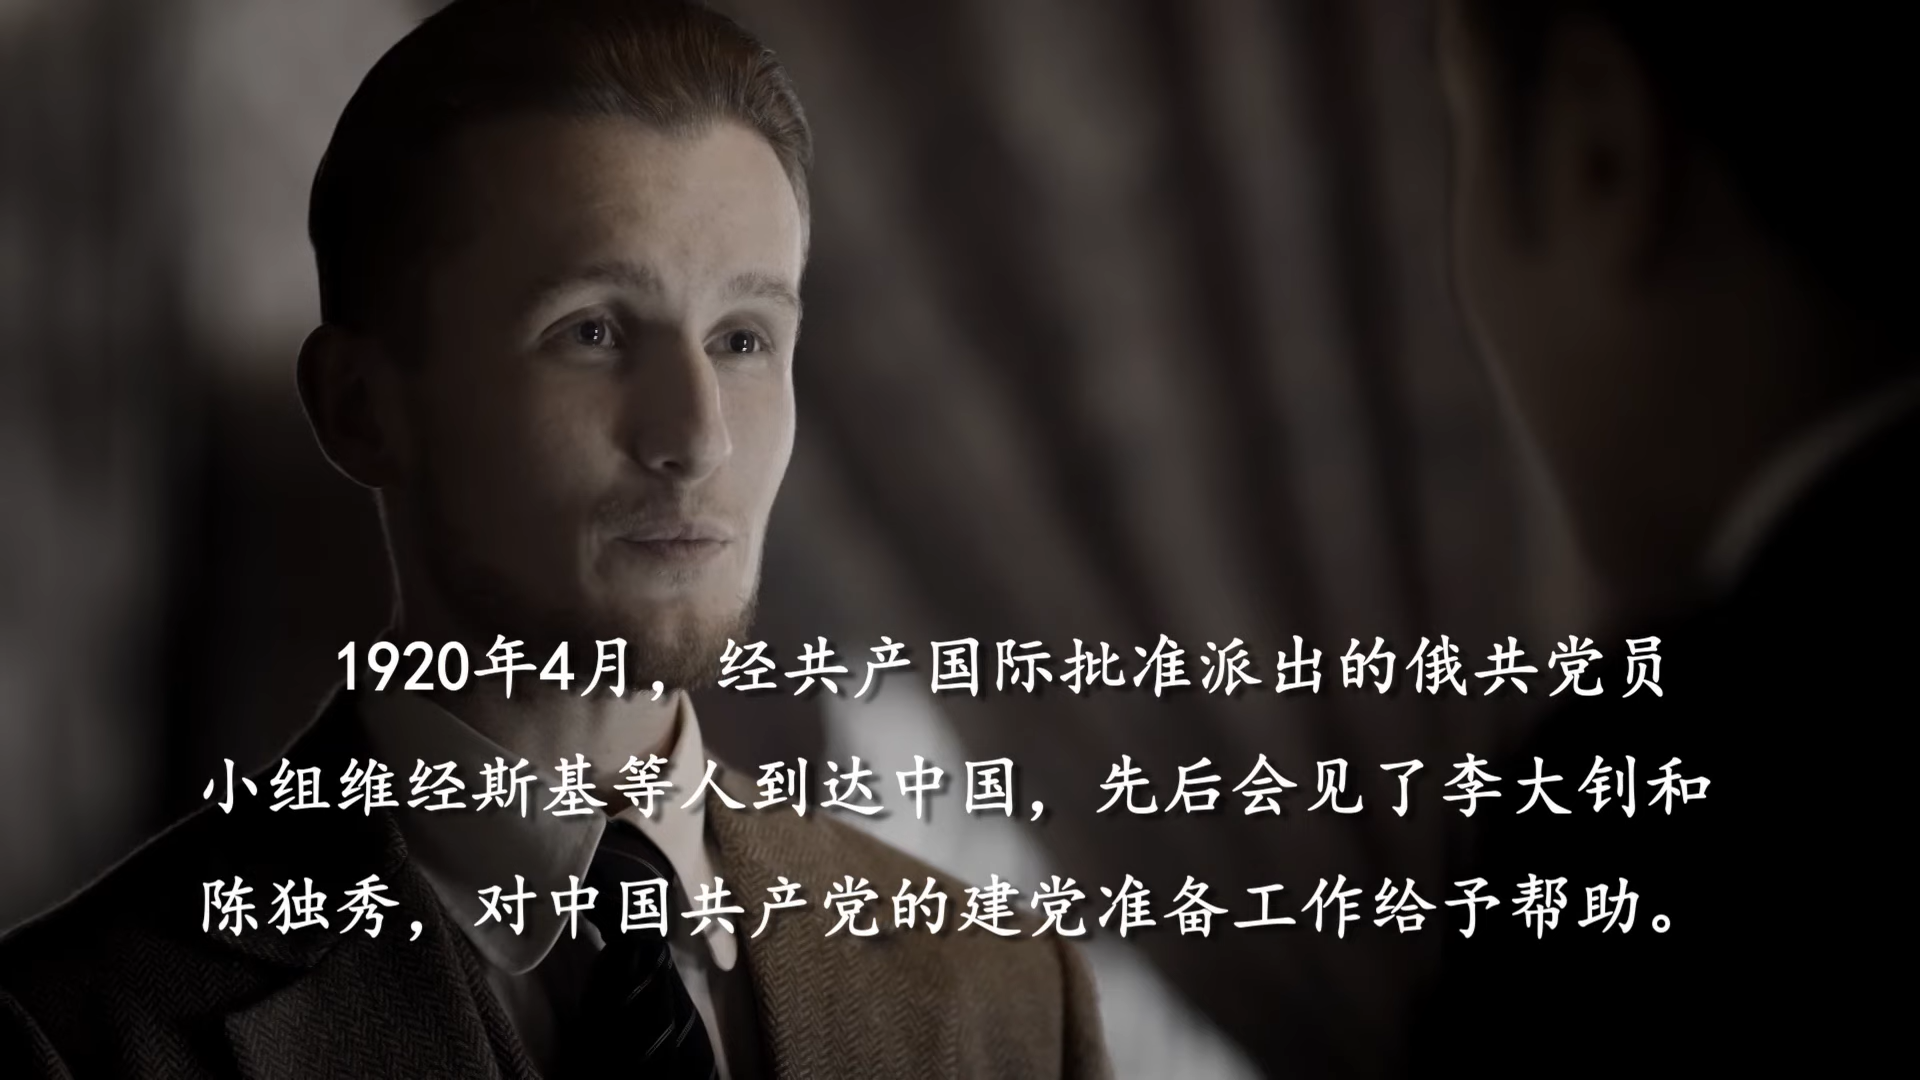 1920年4月，经共产国际批准派出的俄共党员
小组维经斯基等人到达中国，先后会见了李大钊和
陈独秀，对中国共产党的建党准备工作给予帮助。